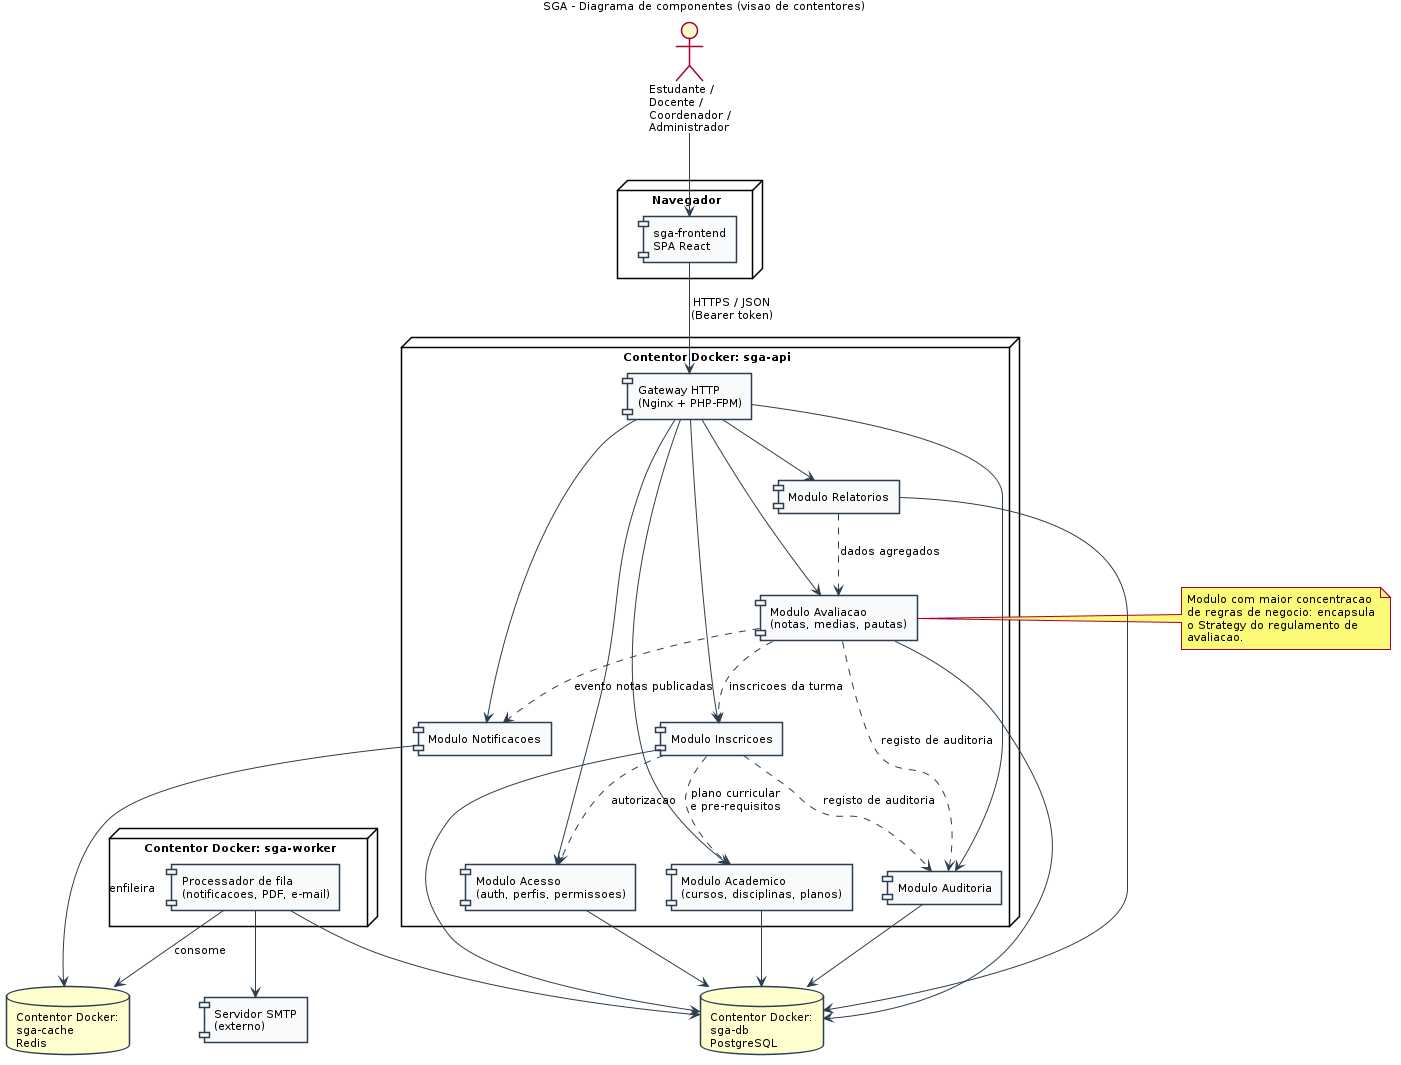 SGA - Diagrama de componentes (visao de contentores)
Estudante /
Docente /
Coordenador /
Administrador
Navegador
sga-frontend
SPA React
HTTPS / JSON
(Bearer token)
Contentor Docker: sga-api
Gateway HTTP
(Nginx + PHP-FPM)
Modulo Relatorios
dados agregados
Modulo Avaliacao
(notas, medias, pautas)
Modulo com maior concentracao
de regras de negocio: encapsula
o Strategy do regulamento de
avaliacao.
evento notas publicadas
inscricoes da turma
Modulo Notificacoes
Modulo Inscricoes
registo de auditoria
autorizacao
plano curricular
e pre-requisitos
registo de auditoria
Contentor Docker: sga-worker
enfileira
Processador de fila
(notificacoes, PDF, e-mail)
Modulo Acesso
(auth, perfis, permissoes)
Modulo Academico
(cursos, disciplinas, planos)
Modulo Auditoria
consome
Contentor Docker:
sga-cache
Redis
Servidor SMTP
(externo)
Contentor Docker:
sga-db
PostgreSQL